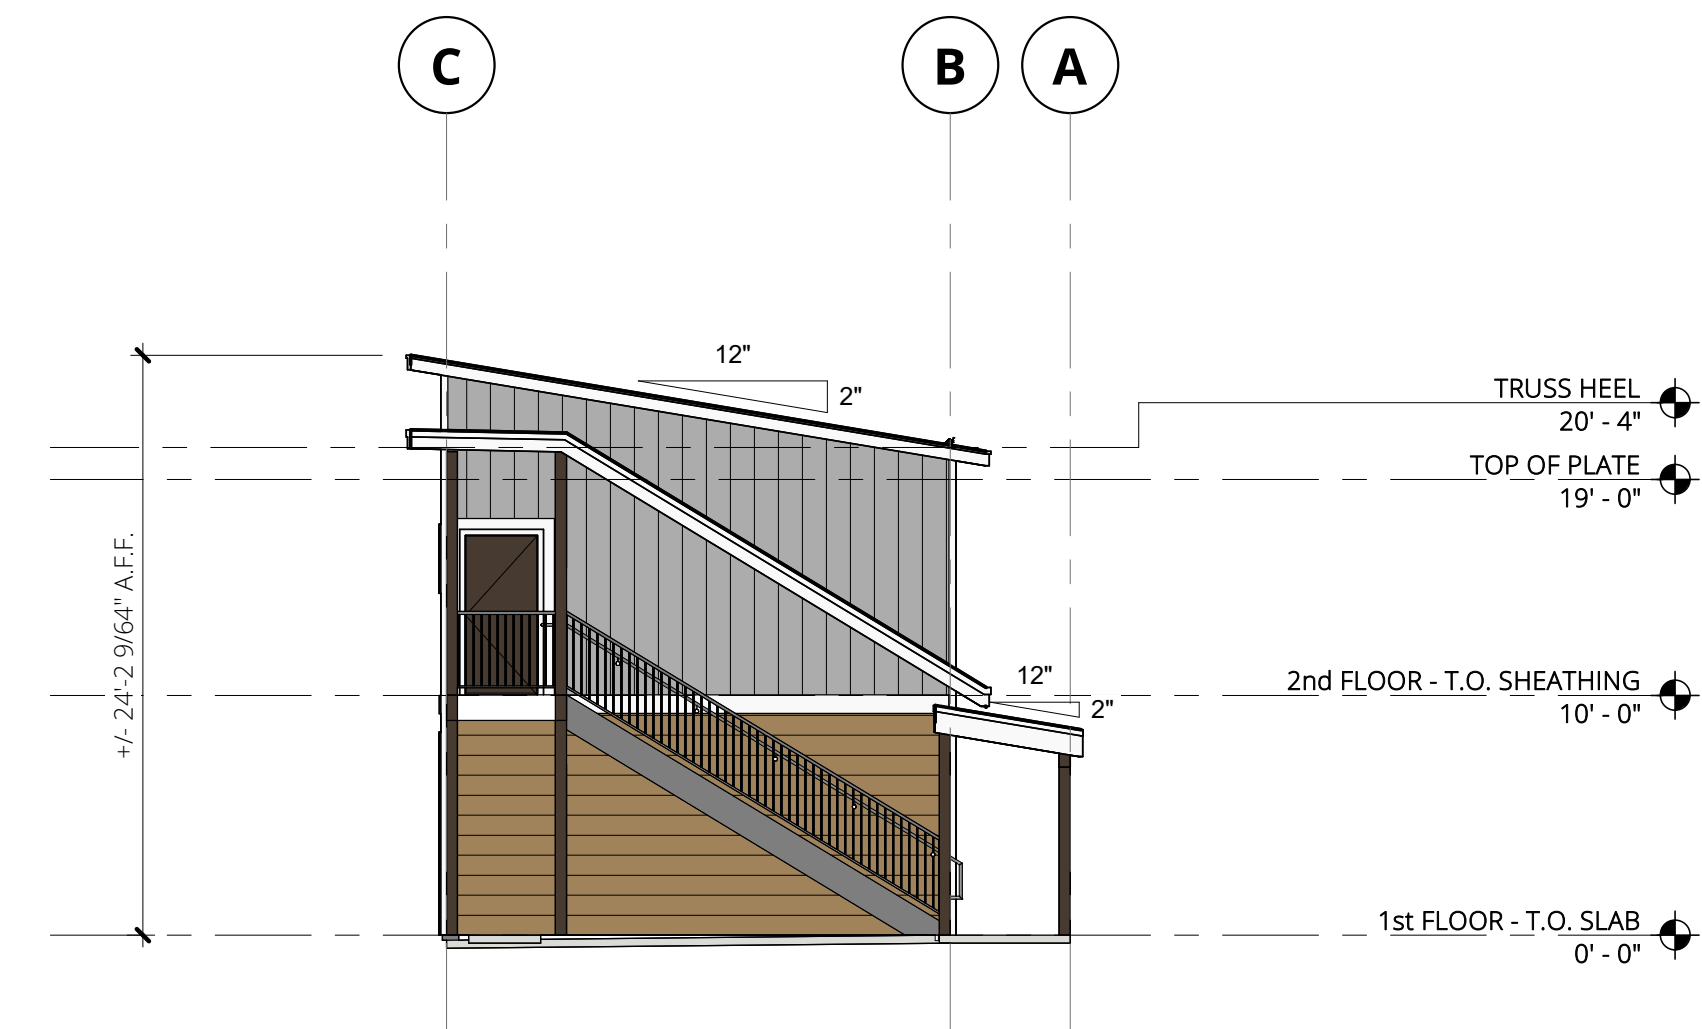 C
B
A
12"
2"
TRUSS HEEL
20' - 4"
TOP OF PLATE
19' - 0"
+/- 24'-2 9/64" A.F.F.
12"
2"
2nd FLOOR - T.O. SHEATHING
10' - 0"
1st FLOOR - T.O. SLAB
0' - 0"